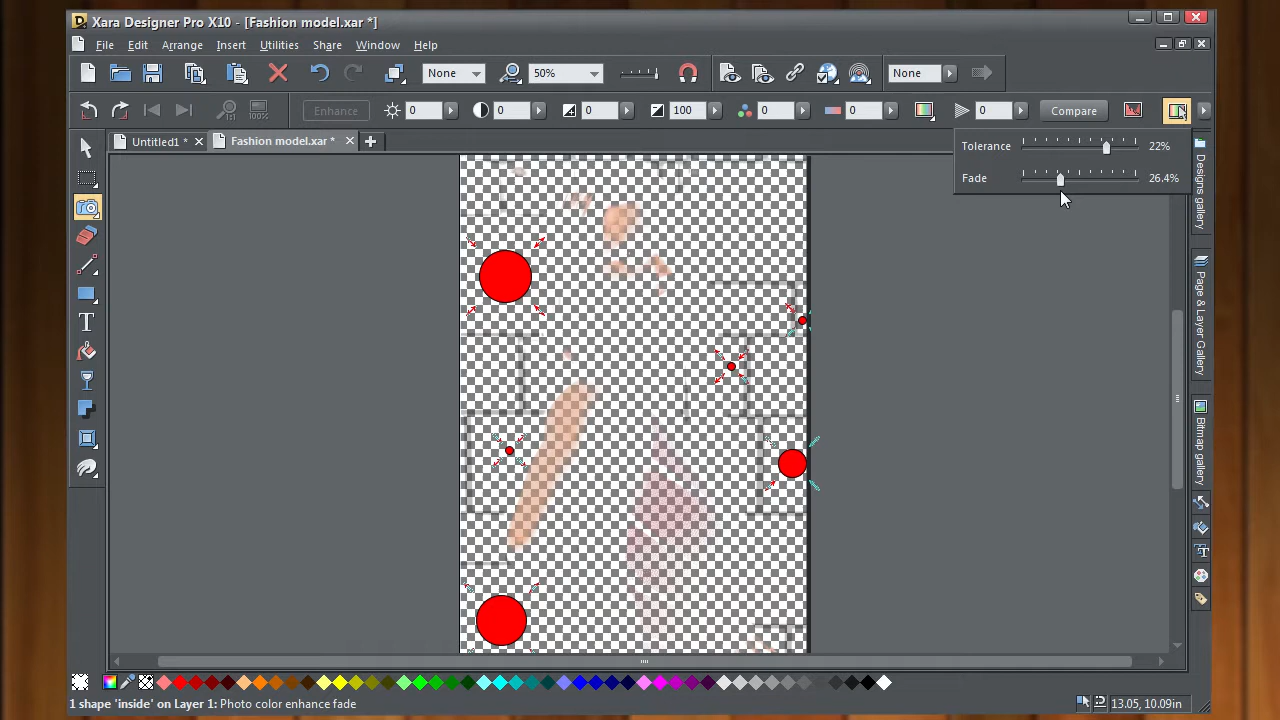 Xara Designer Pro X10 - [Fashion model.xar *]
File Edit Arrange Insert Utilities Share Window Help
None 50% None
Enhance 0 0 0 100 0 0 0 Compare
Untitled1 * Fashion model.xar *
Tolerance 22%
Fade 26.4%
Designs gallery
Page & Layer Gallery
Bitmap gallery
1 shape 'inside' on Layer 1: Photo color enhance fade
13.05, 10.09in